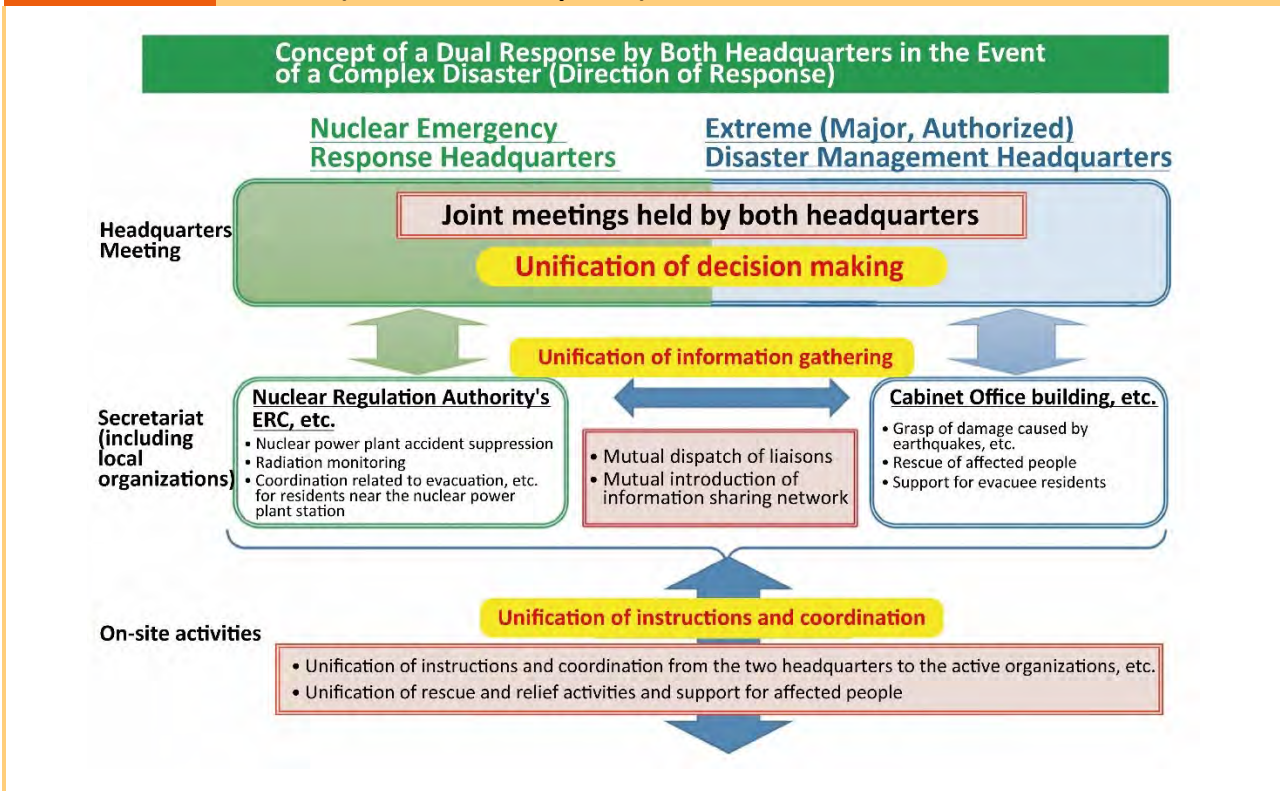 Concept of a Dual Response by Both Headquarters in the Event
of a Complex Disaster (Direction of Response)
Nuclear Emergency
Response Headquarters
Extreme (Major, Authorized)
Disaster Management Headquarters
Headquarters
Meeting
Joint meetings held by both headquarters
Unification of decision making
Unification of information gathering
Secretariat
(including
local
organizations)
Nuclear Regulation Authority's
ERC, etc.
• Nuclear power plant accident suppression
• Radiation monitoring
• Coordination related to evacuation, etc.
for residents near the nuclear power
plant station
• Mutual dispatch of liaisons
• Mutual introduction of
information sharing network
Cabinet Office building, etc.
• Grasp of damage caused by
earthquakes, etc.
• Rescue of affected people
• Support for evacuee residents
On-site activities
Unification of instructions and coordination
• Unification of instructions and coordination from the two headquarters to the active organizations, etc.
• Unification of rescue and relief activities and support for affected people